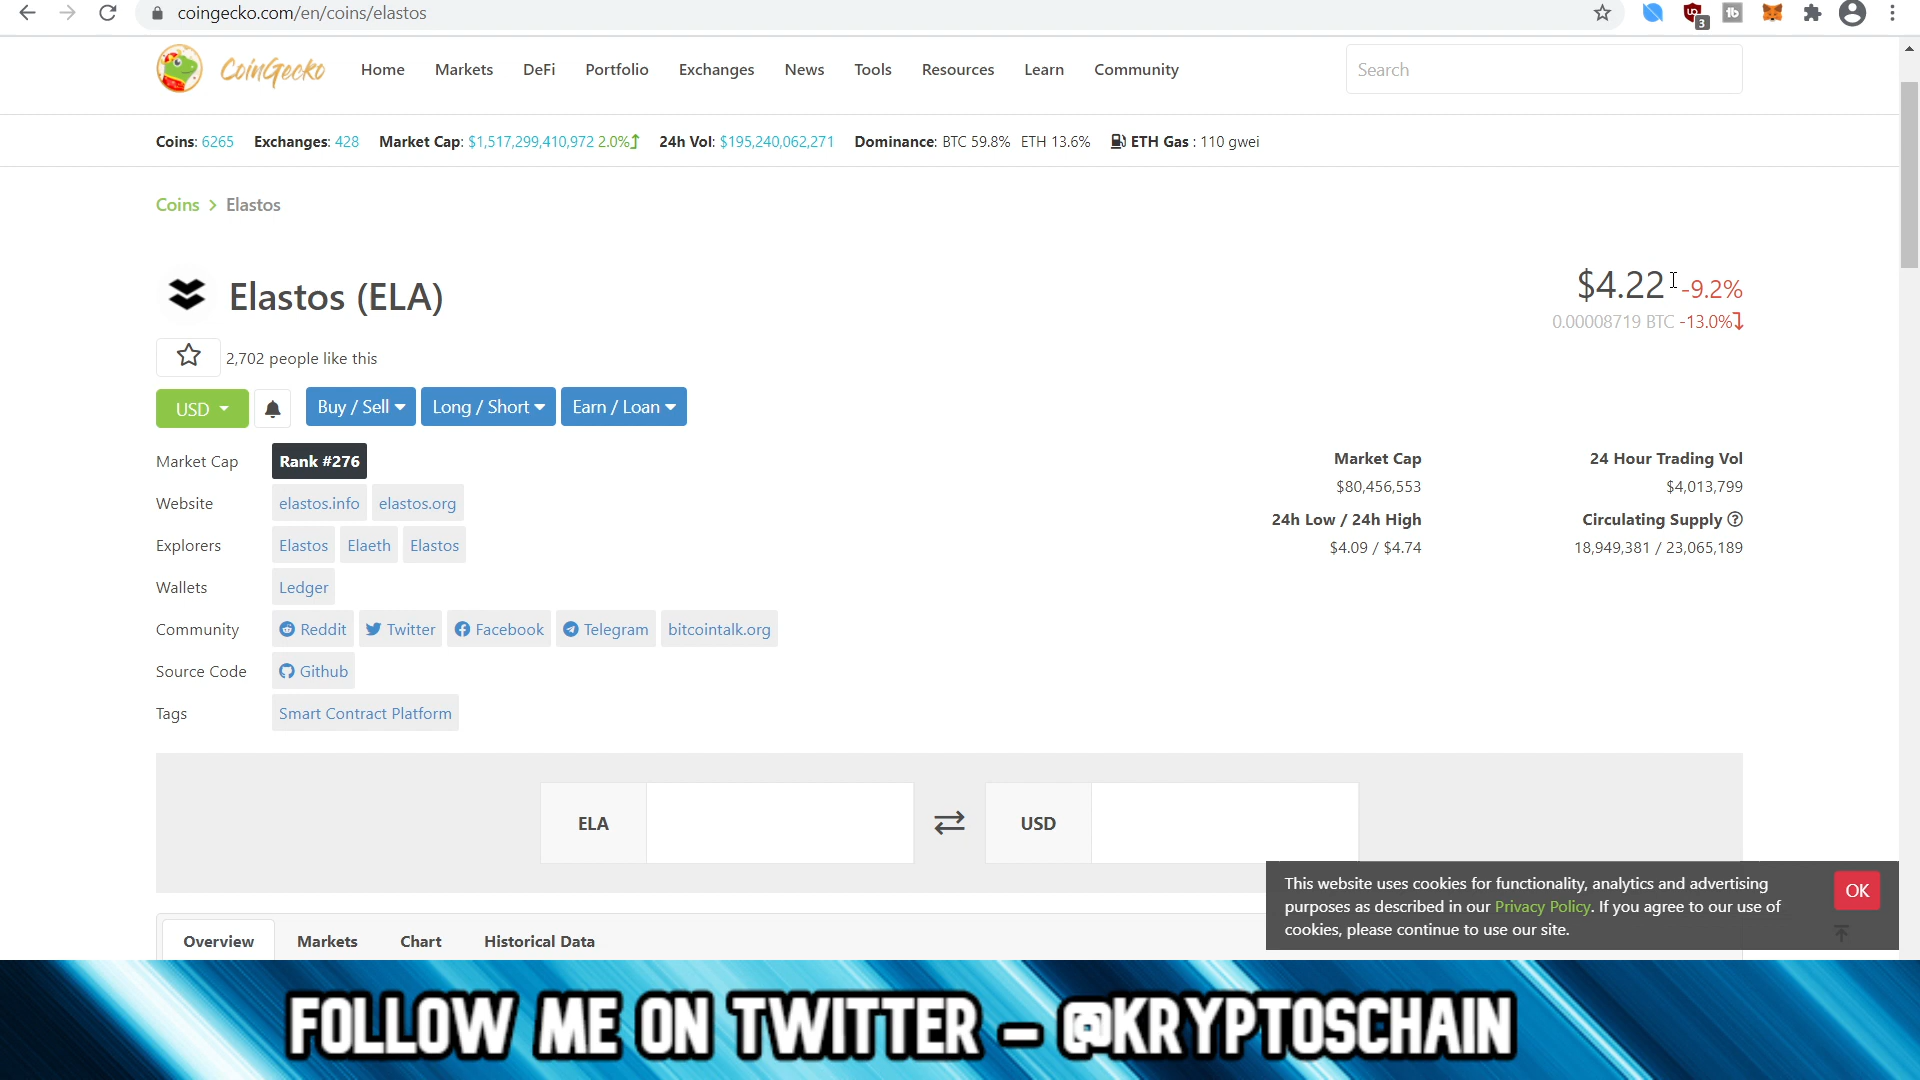 coingecko.com/en/coins/elastos
3
CoinGecko Home Markets DeFi Portfolio Exchanges News Tools Resources Learn Community Search
Coins: 6265 Exchanges: 428 Market Cap: $1,517,299,410,972 2.0% 24h Vol: $195,240,062,271 Dominance: BTC 59.8% ETH 13.6% ETH Gas : 110 gwei
Coins > Elastos
Elastos (ELA) $4.22 -9.2%
0.00008719 BTC -13.0%
2,702 people like this
USD Buy / Sell Long / Short Earn / Loan
Market Cap Rank #276 Market Cap 24 Hour Trading Vol
$80,456,553 $4,013,799
Website elastos.info elastos.org 24h Low / 24h High Circulating Supply ?
Explorers Elastos Elaeth Elastos $4.09 / $4.74 18,949,381 / 23,065,189
Wallets Ledger
Community Reddit Twitter Facebook Telegram bitcointalk.org
Source Code Github
Tags Smart Contract Platform
ELA USD
This website uses cookies for functionality, analytics and advertising
purposes as described in our Privacy Policy. If you agree to our use of
cookies, please continue to use our site.
OK
Overview Markets Chart Historical Data
FOLLOW ME ON TWITTER – @KRYPTOSCHAIN